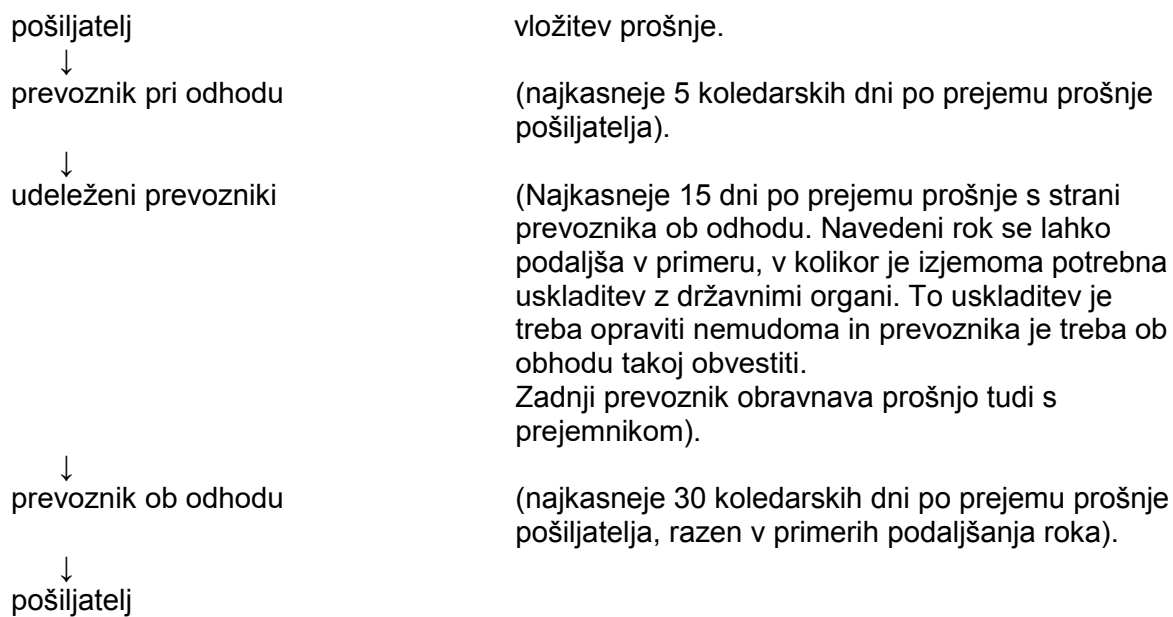 pošiljatelj vložitev prošnje.
↓
prevoznik pri odhodu (najkasneje 5 koledarskih dni po prejemu prošnje
pošiljatelja).
↓
udeleženi prevozniki (Najkasneje 15 dni po prejemu prošnje s strani
prevoznika ob odhodu. Navedeni rok se lahko
podaljša v primeru, v kolikor je izjemoma potrebna
uskladitev z državnimi organi. To uskladitev je
treba opraviti nemudoma in prevoznika je treba ob
obhodu takoj obvestiti.
Zadnji prevoznik obravnava prošnjo tudi s
prejemnikom).
↓
prevoznik ob odhodu (najkasneje 30 koledarskih dni po prejemu prošnje
pošiljatelja, razen v primerih podaljšanja roka).
↓
pošiljatelj